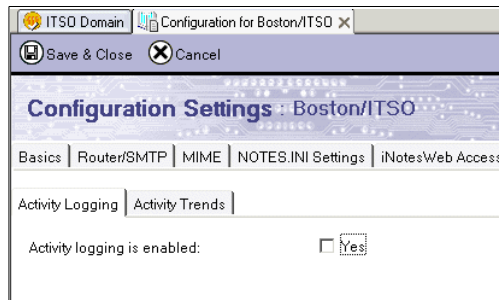 ITSO Domain Configuration for Boston/ITSO
Save & Close Cancel
Configuration Settings : Boston/ITSO
Basics Router/SMTP MIME NOTES.INI Settings iNotesWeb Access
Activity Logging Activity Trends
Activity logging is enabled: Yes